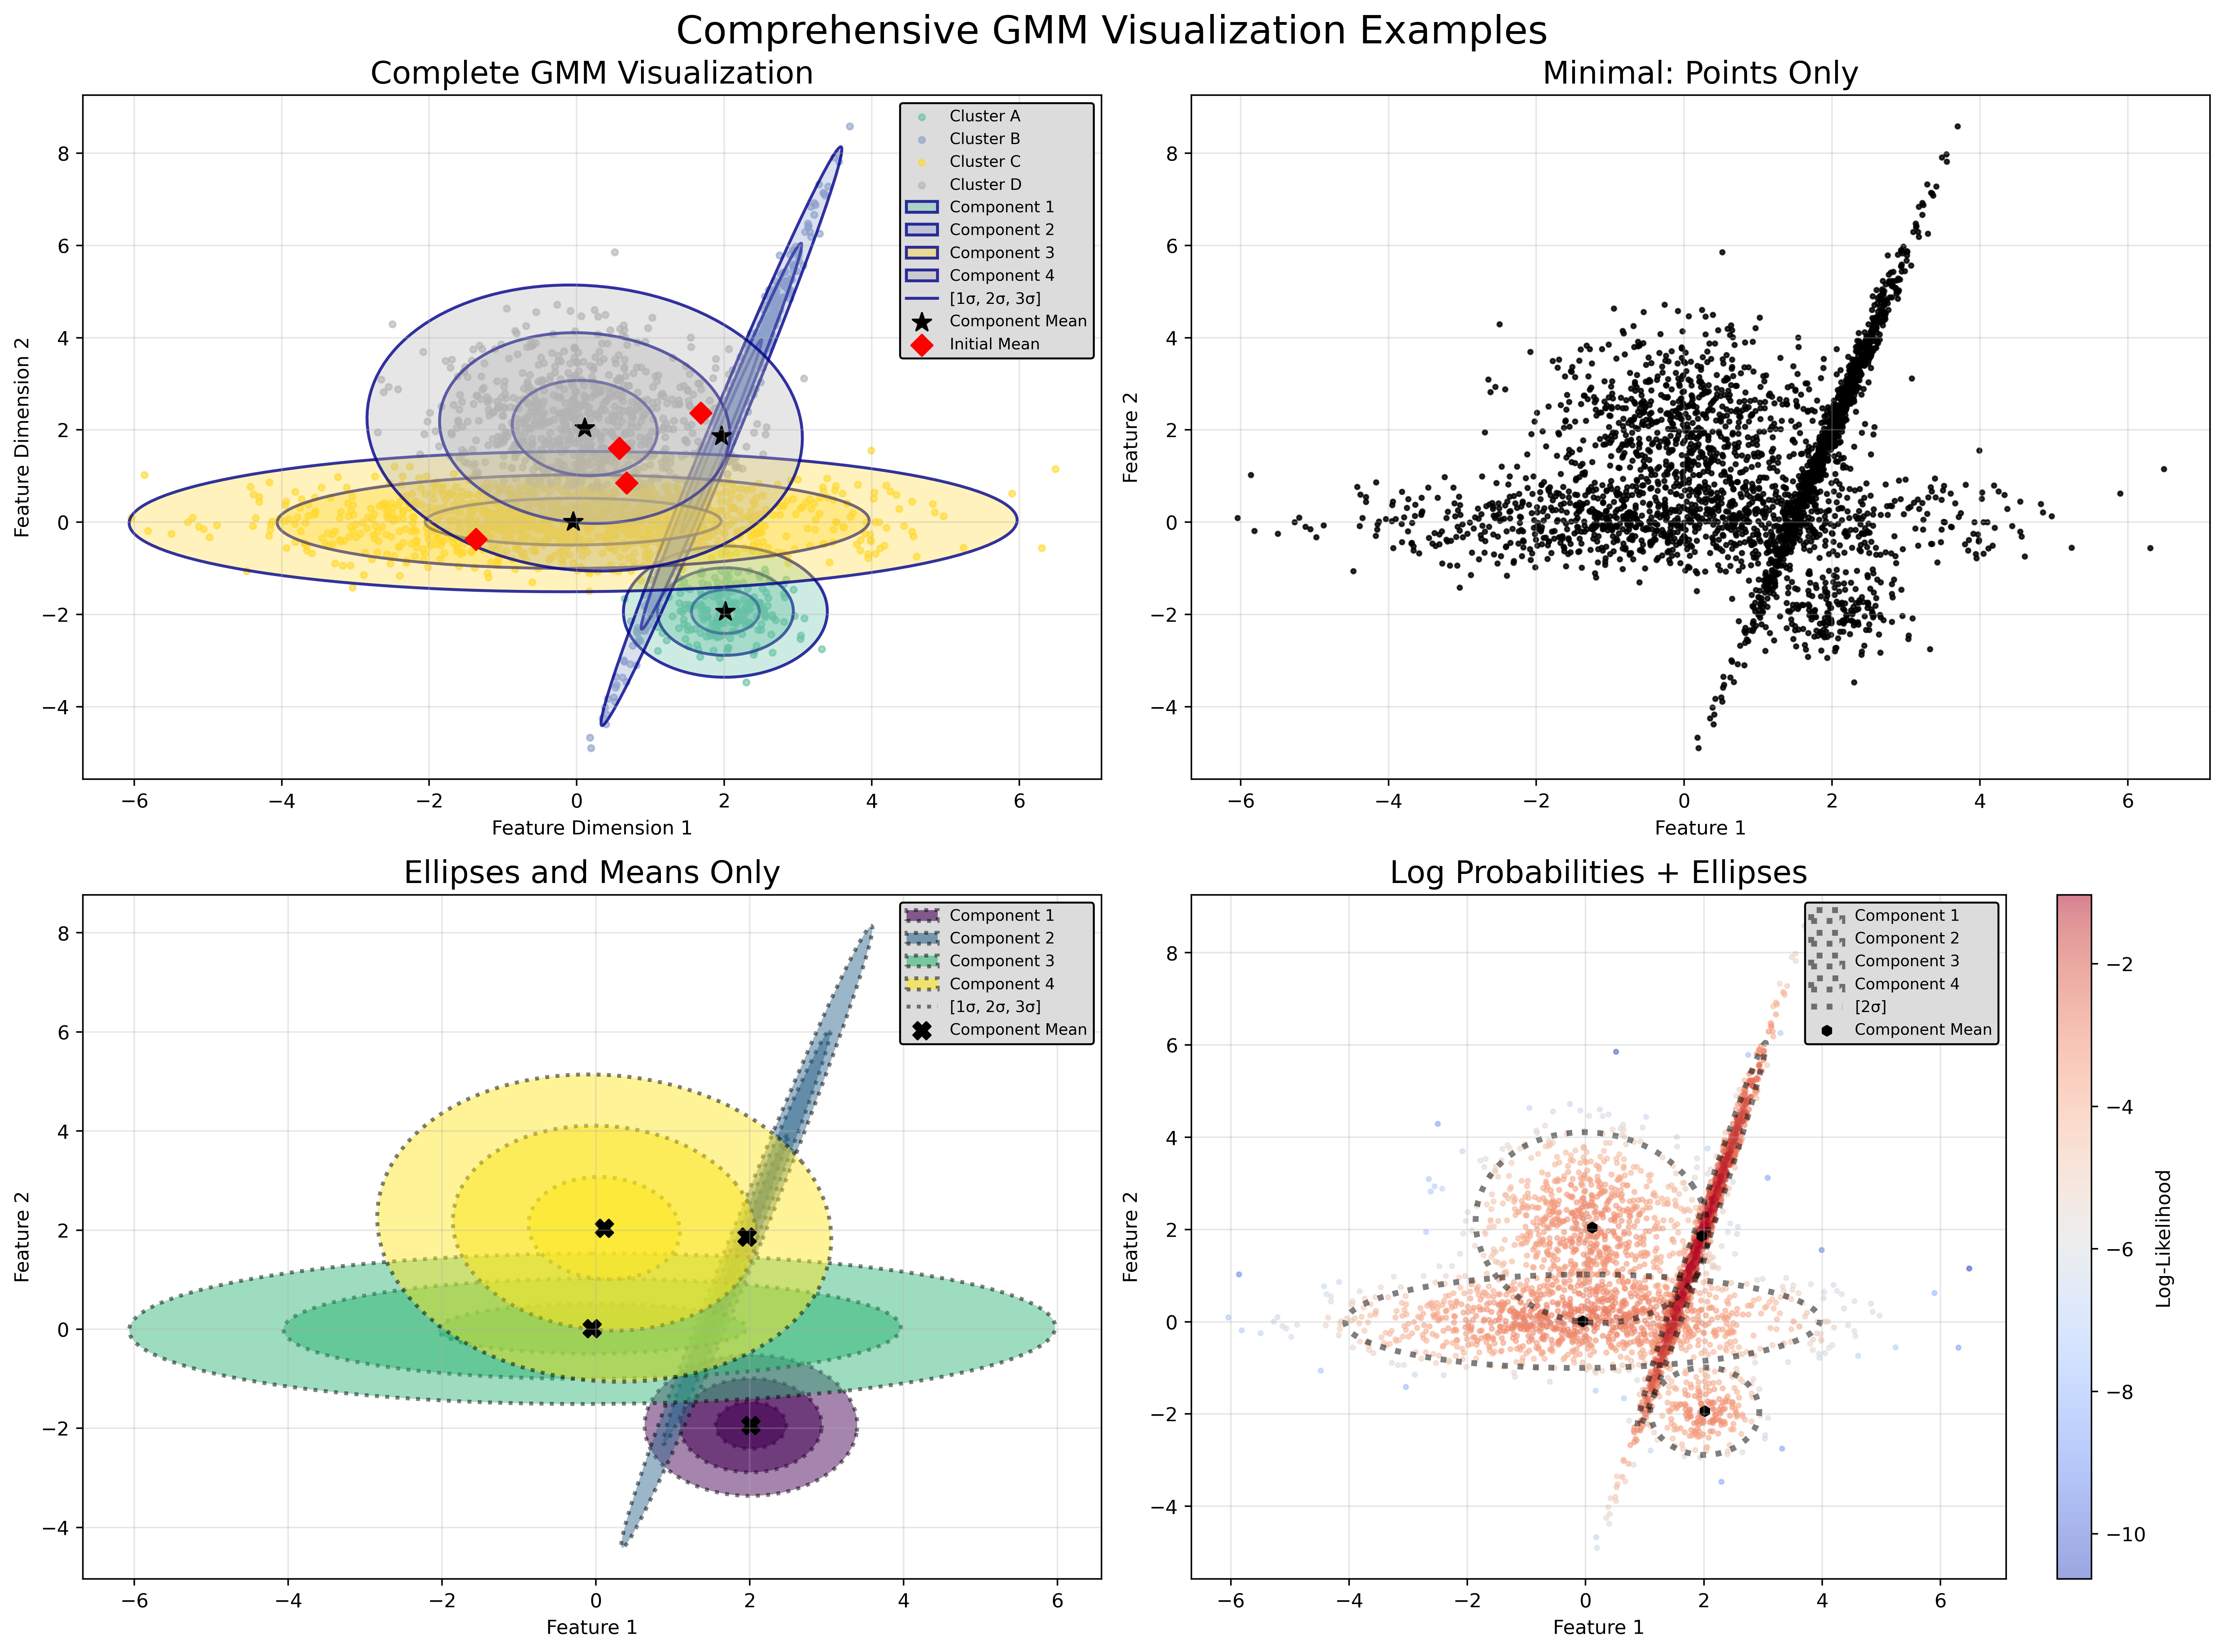 Comprehensive GMM Visualization Examples
Complete GMM Visualization
Cluster A
Cluster B
Cluster C
Cluster D
Component 1
Component 2
Component 3
Component 4
[1σ, 2σ, 3σ]
Component Mean
Initial Mean
Feature Dimension 2
8
6
4
2
0
−2
−4
−6
−4
−2
0
2
4
6
Feature Dimension 1
Minimal: Points Only
Feature 2
8
6
4
2
0
−2
−4
−6
−4
−2
0
2
4
6
Feature 1
Ellipses and Means Only
Component 1
Component 2
Component 3
Component 4
[1σ, 2σ, 3σ]
Component Mean
Feature 2
8
6
4
2
0
−2
−4
−6
−4
−2
0
2
4
6
Feature 1
Log Probabilities + Ellipses
Component 1
Component 2
Component 3
Component 4
[2σ]
Component Mean
Feature 2
8
6
4
2
0
−2
−4
−6
−4
−2
0
2
4
6
Feature 1
−2
−4
−6
−8
−10
Log-Likelihood